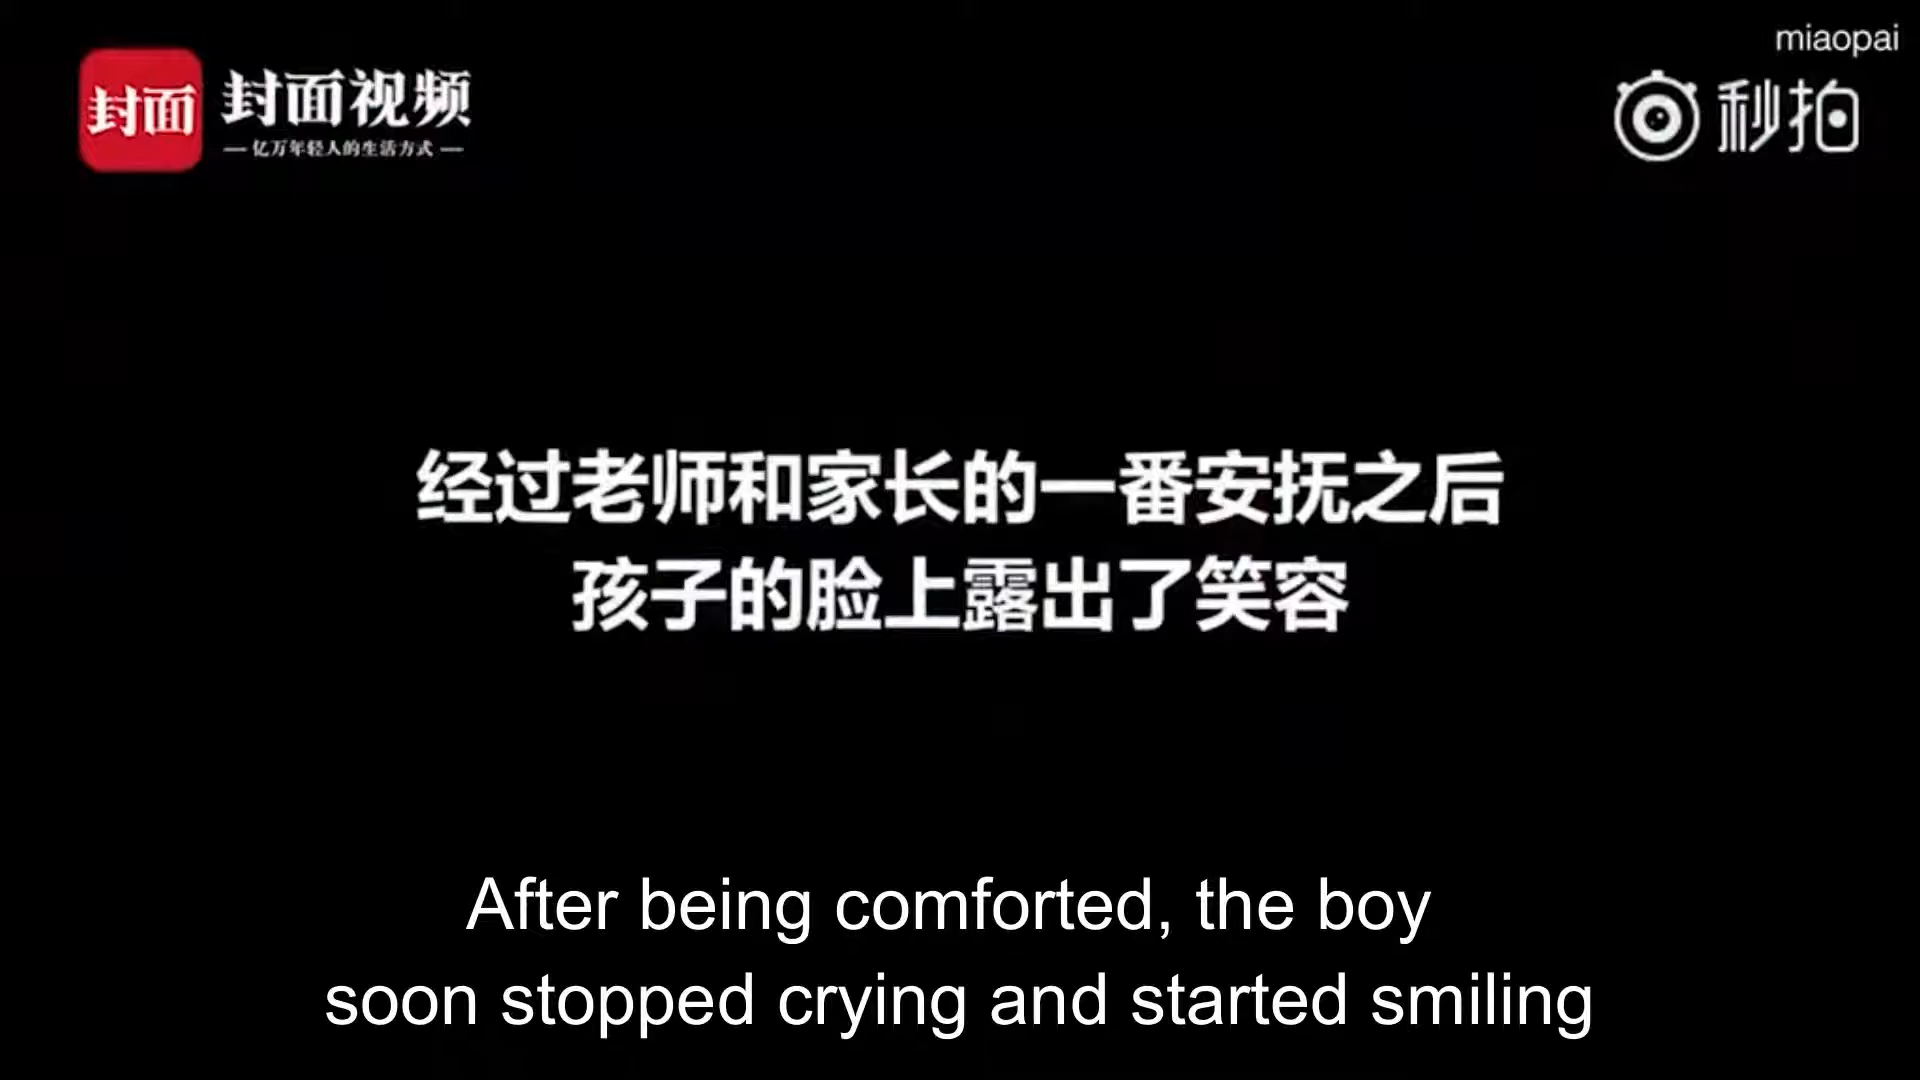 miaopai
封面
封面视频
— 亿万年轻人的生活方式 —
秒拍
经过老师和家长的一番安抚之后
孩子的脸上露出了笑容
After being comforted, the boy
soon stopped crying and started smiling